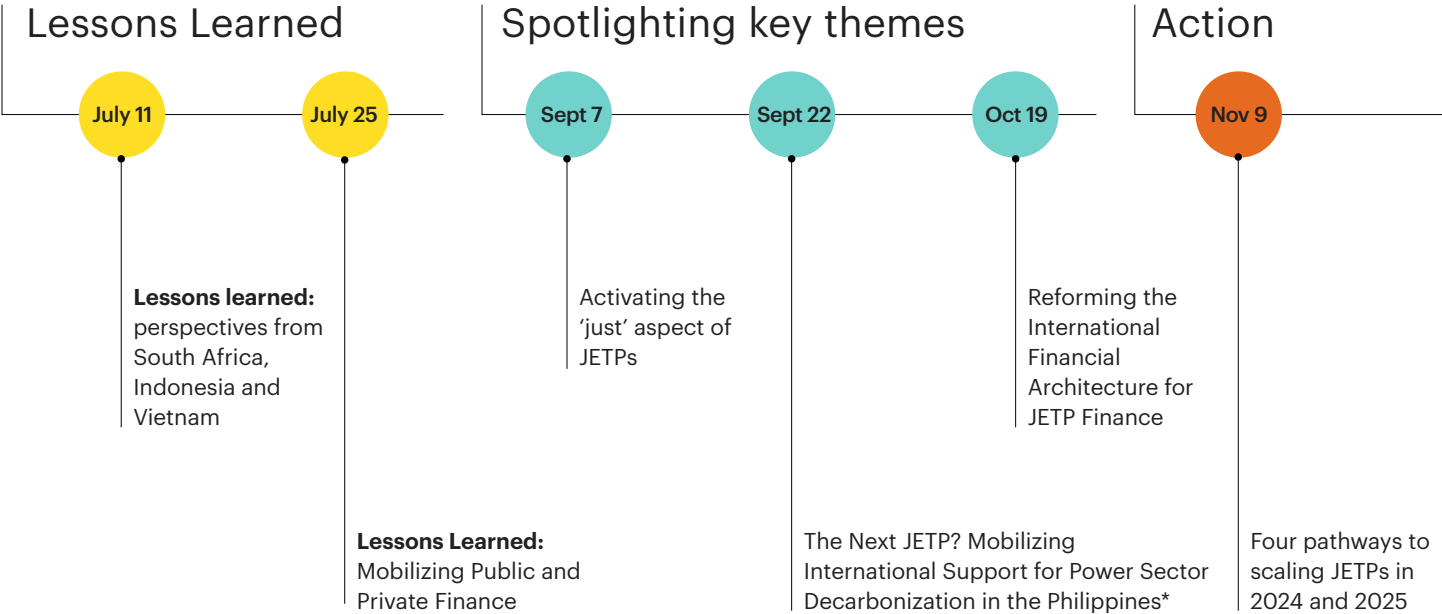 Lessons Learned
Spotlighting key themes
Action
July 11
July 25
Sept 7
Sept 22
Oct 19
Nov 9
Lessons learned:
perspectives from
South Africa,
Indonesia and
Vietnam
Activating the
‘just’ aspect of
JETPs
Reforming the
International
Financial
Architecture for
JETP Finance
Lessons Learned:
Mobilizing Public and
Private Finance
The Next JETP? Mobilizing
International Support for Power Sector
Decarbonization in the Philippines*
Four pathways to
scaling JETPs in
2024 and 2025